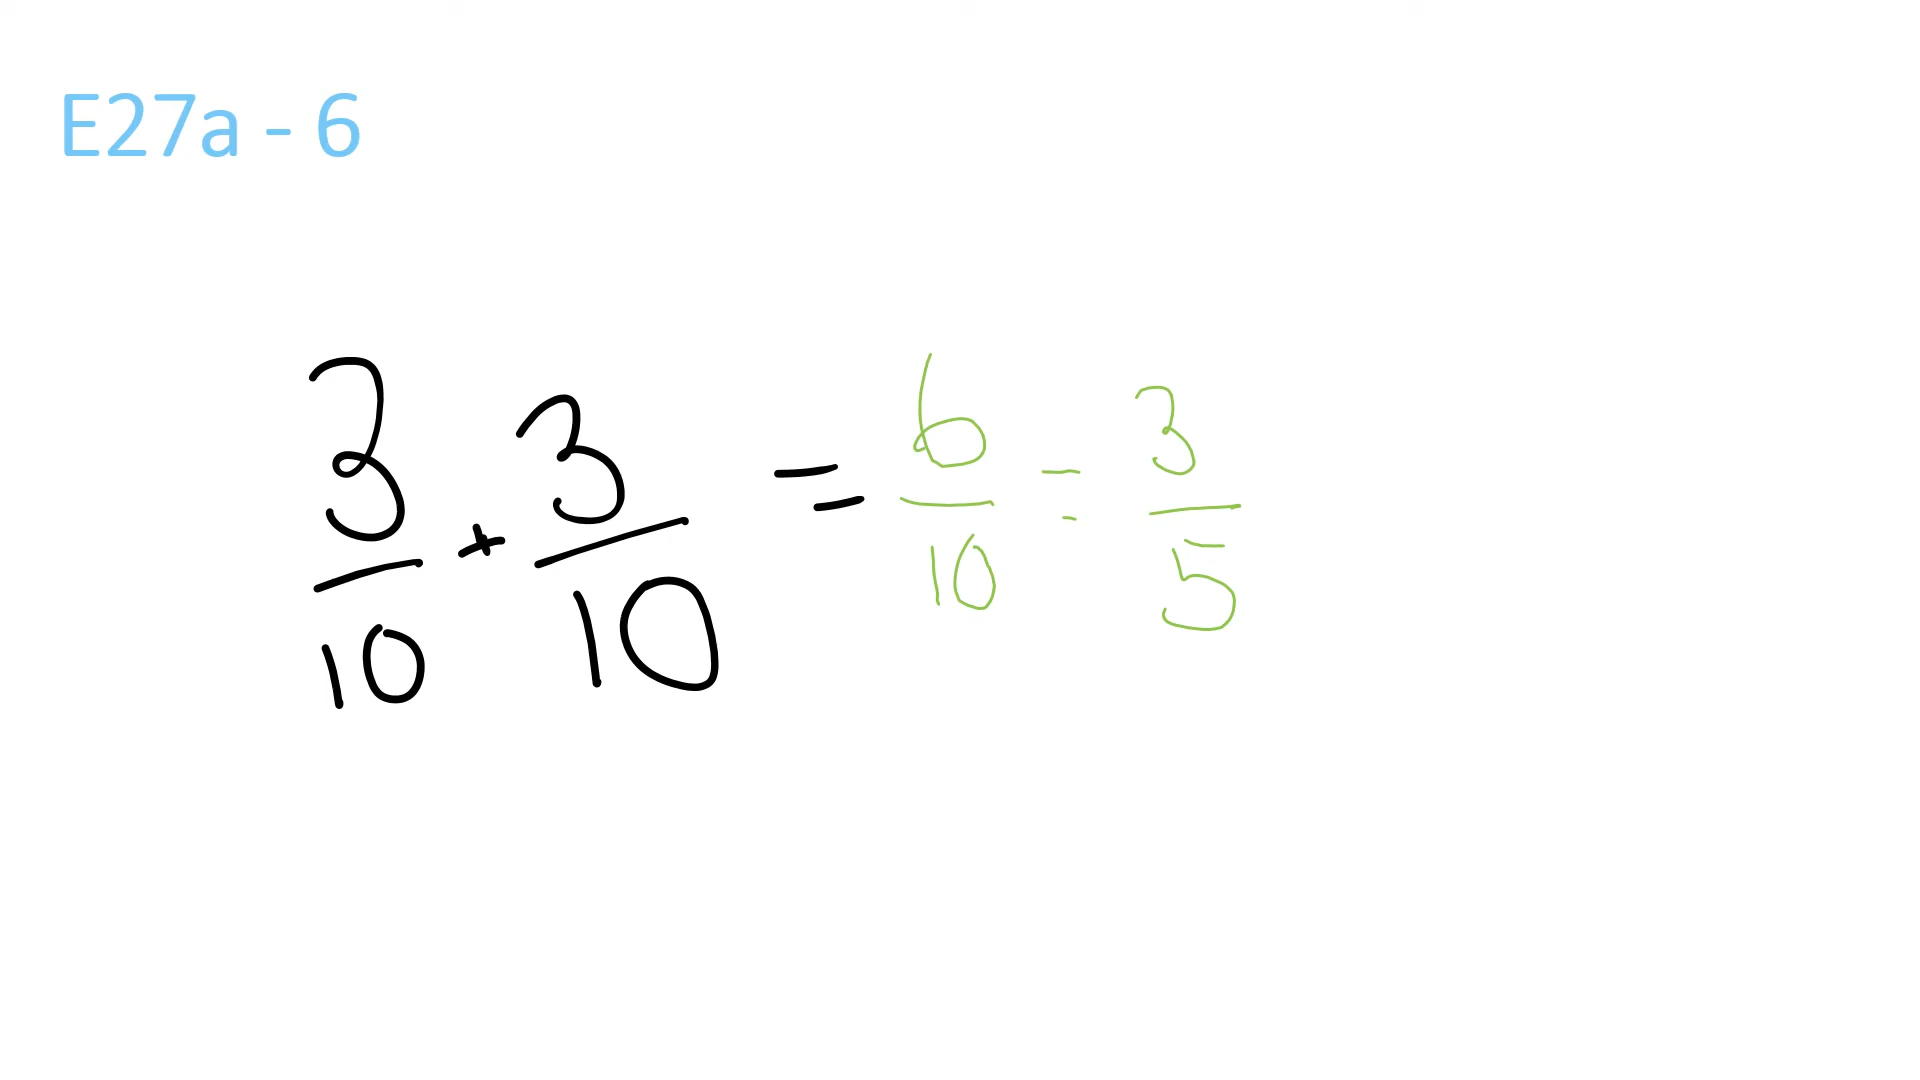 E27a - 6
3/10 + 3/10 = 6/10 = 3/5